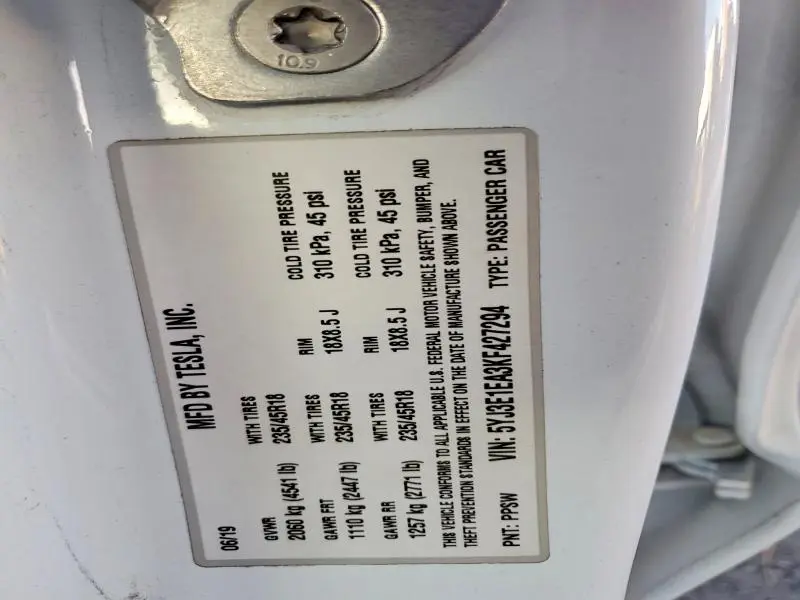 10.9
MFD BY TESLA, INC.
06/19
GVWR WITH TIRES RIM COLD TIRE PRESSURE
2060 kg (4541 lb) 235/45R18 18X8.5 J 310 kPa, 45 psi
GAWR FRT WITH TIRES RIM COLD TIRE PRESSURE
1110 kg (2447 lb) 235/45R18 18X8.5 J 310 kPa, 45 psi
GAWR RR WITH TIRES
1257 kg (2771 lb) 235/45R18
THIS VEHICLE CONFORMS TO ALL APPLICABLE U.S. FEDERAL MOTOR VEHICLE SAFETY, BUMPER, AND
THEFT PREVENTION STANDARDS IN EFFECT ON THE DATE OF MANUFACTURE SHOWN ABOVE.
PNT: PPSW VIN: 5YJ3E1EA3KF427294 TYPE: PASSENGER CAR